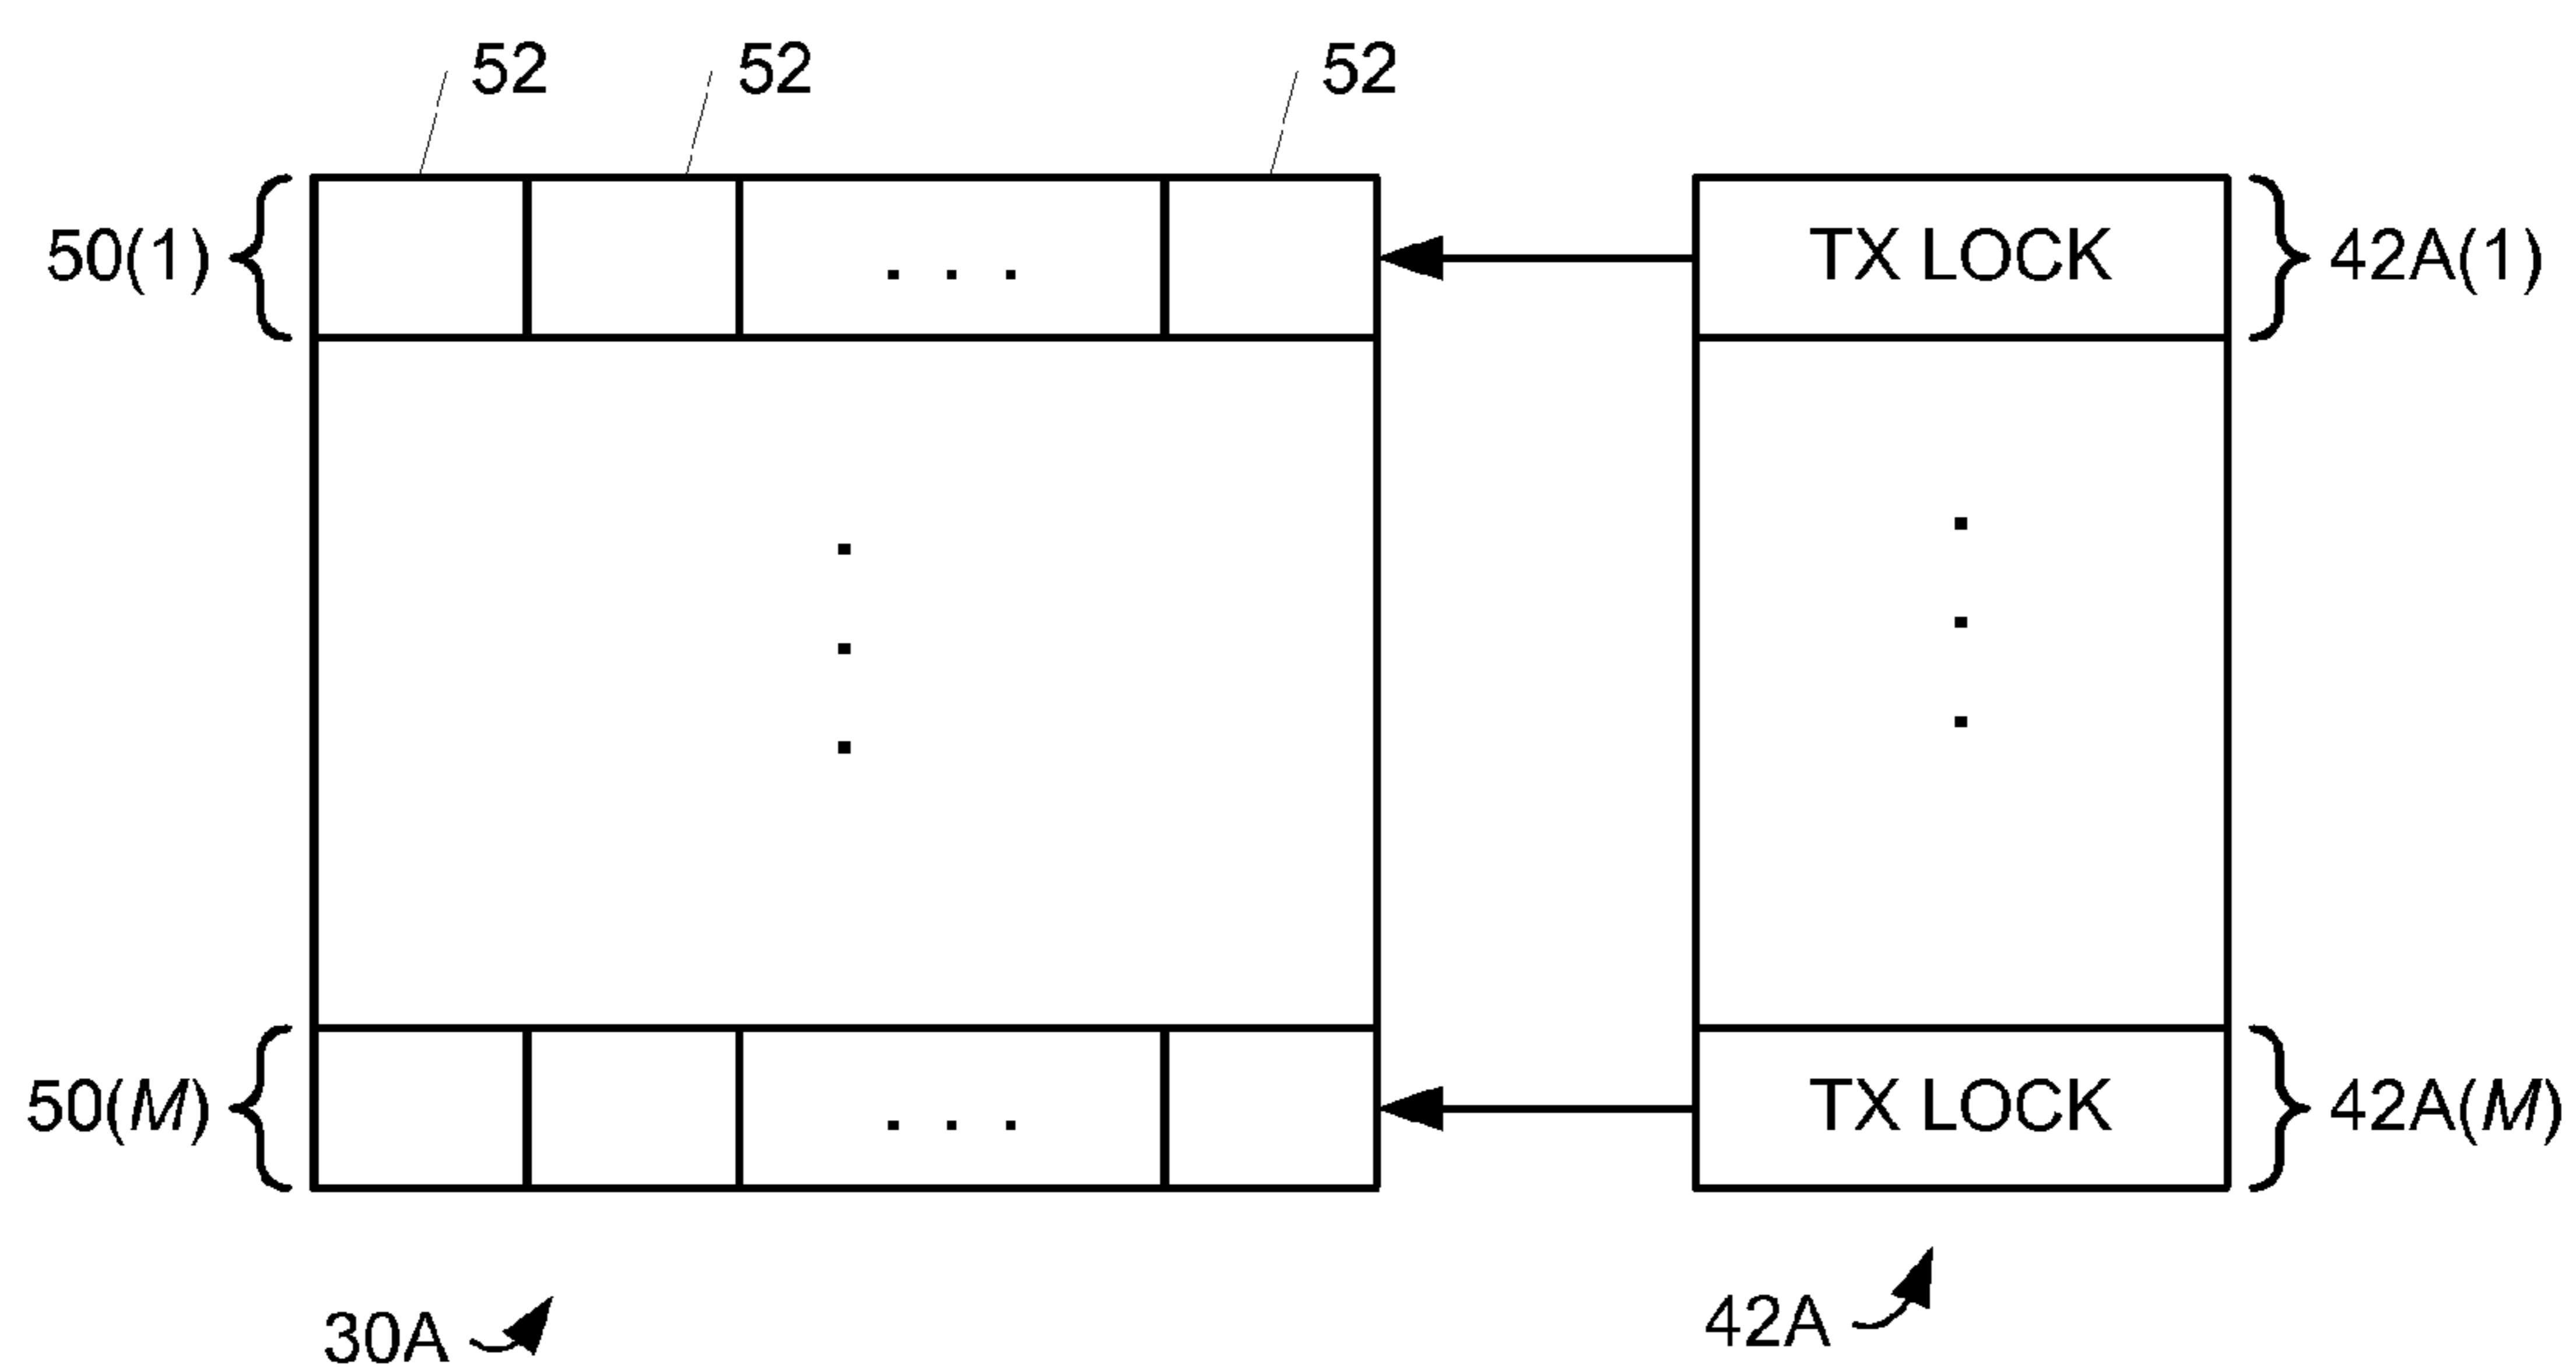 52 52 52
50(1) . . . TX LOCK 42A(1)
50(M) . . . TX LOCK 42A(M)
30A 42A